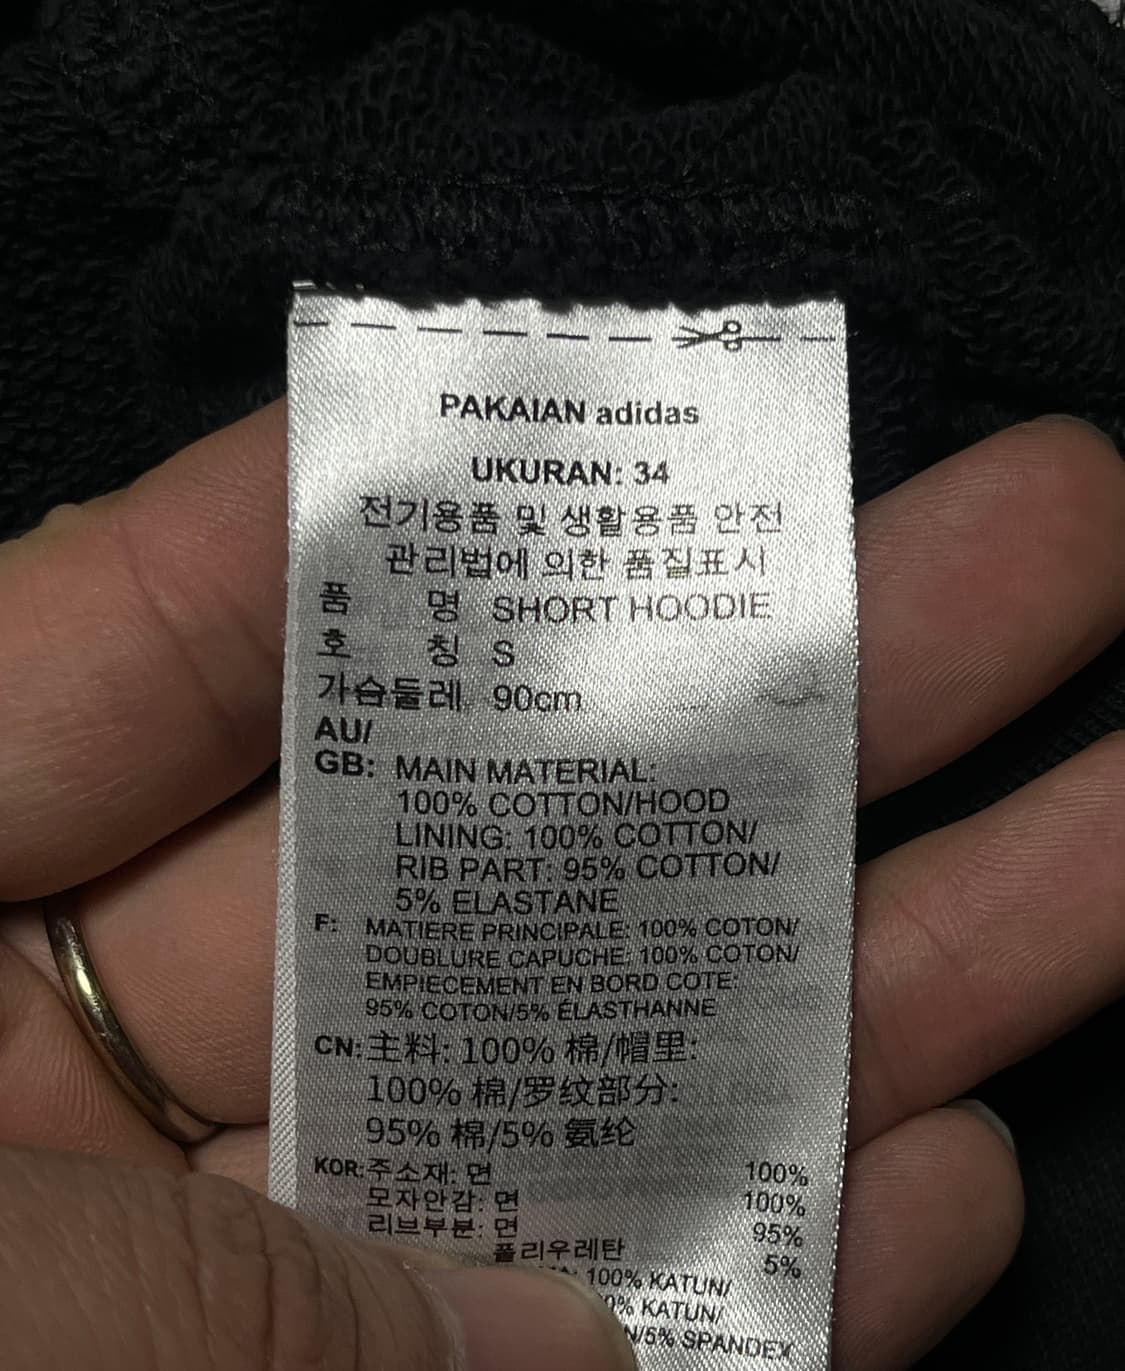 PAKAIAN adidas
UKURAN: 34
전기용품 및 생활용품 안전
관리법에 의한 품질표시
품 명 SHORT HOODIE
호 칭 S
가슴둘레 90cm
AU/
GB: MAIN MATERIAL:
100% COTTON/HOOD
LINING: 100% COTTON/
RIB PART: 95% COTTON/
5% ELASTANE
F: MATIERE PRINCIPALE: 100% COTON/
DOUBLURE CAPUCHE: 100% COTON/
EMPIECEMENT EN BORD COTE:
95% COTON/5% ÉLASTHANNE
CN: 主料: 100% 棉/帽里:
100% 棉/罗纹部分:
95% 棉/5% 氨纶
KOR: 주소재: 면 100%
모자안감: 면 100%
리브부분: 면 95%
폴리우레탄 5%
100% KATUN/
KATUN/
/5% SPANDEX